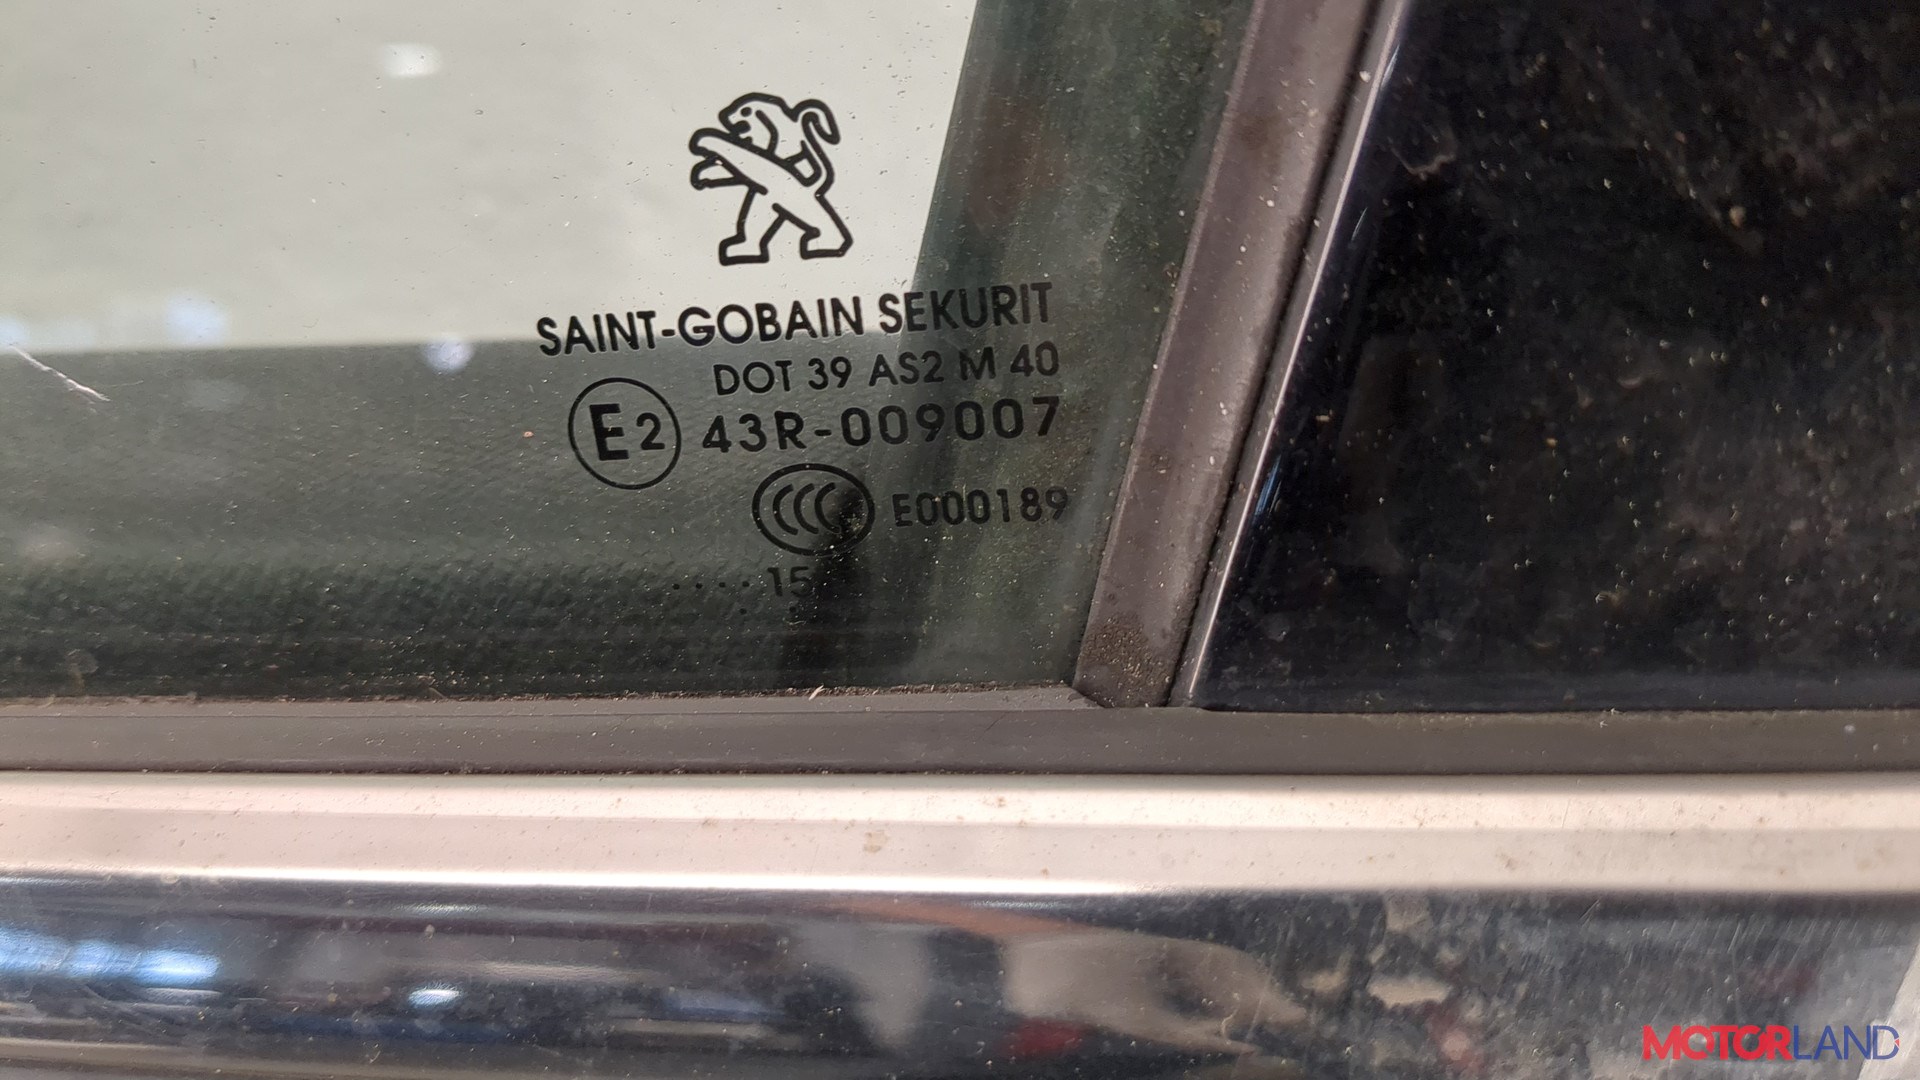 SAINT-GOBAIN SEKURIT
DOT 39 AS2 M 40
E2 43R-009007
CCC E000189
····15
MOTORLAND